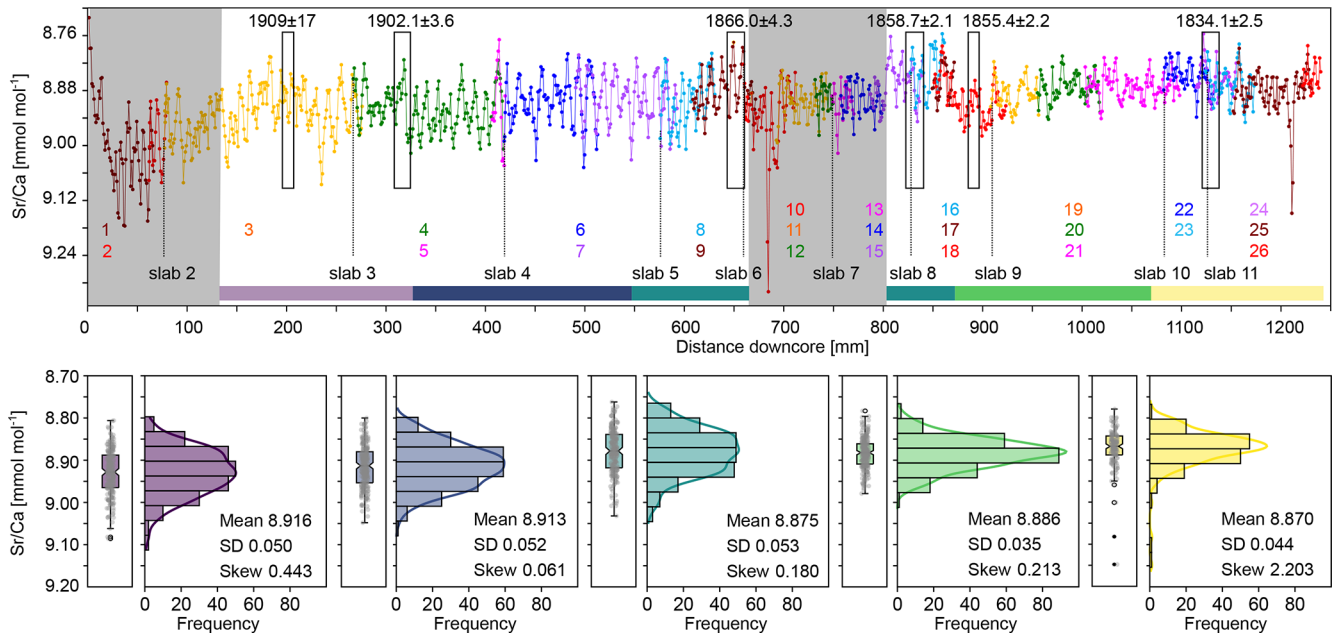 1909±17 1902.1±3.6 1866.0±4.3 1858.7±2.1 1855.4±2.2 1834.1±2.5
8.76
8.88
9.00
9.12
9.24
Sr/Ca [mmol mol⁻¹]
10 13 16 19 22 24
1 3 4 6 8 11 14 17 20 23 25
2 5 7 9 12 15 18 21 26
slab 2 slab 3 slab 4 slab 5 slab 6 slab 7 slab 8 slab 9 slab 10 slab 11
0 100 200 300 400 500 600 700 800 900 1000 1100 1200
Distance downcore [mm]
8.70
8.80
8.90
9.00
9.10
9.20
Sr/Ca [mmol mol⁻¹]
Mean 8.916
SD 0.050
Skew 0.443
0 20 40 60 80
Frequency
Mean 8.913
SD 0.052
Skew 0.061
0 20 40 60 80
Frequency
Mean 8.875
SD 0.053
Skew 0.180
0 20 40 60 80
Frequency
Mean 8.886
SD 0.035
Skew 0.213
0 20 40 60 80
Frequency
Mean 8.870
SD 0.044
Skew 2.203
0 20 40 60 80
Frequency